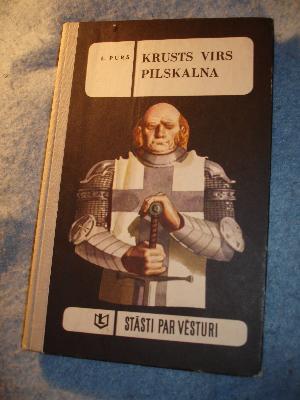 L. PURS
KRUSTS VIRS
PILSKALNA
STĀSTI PAR VĒSTURI